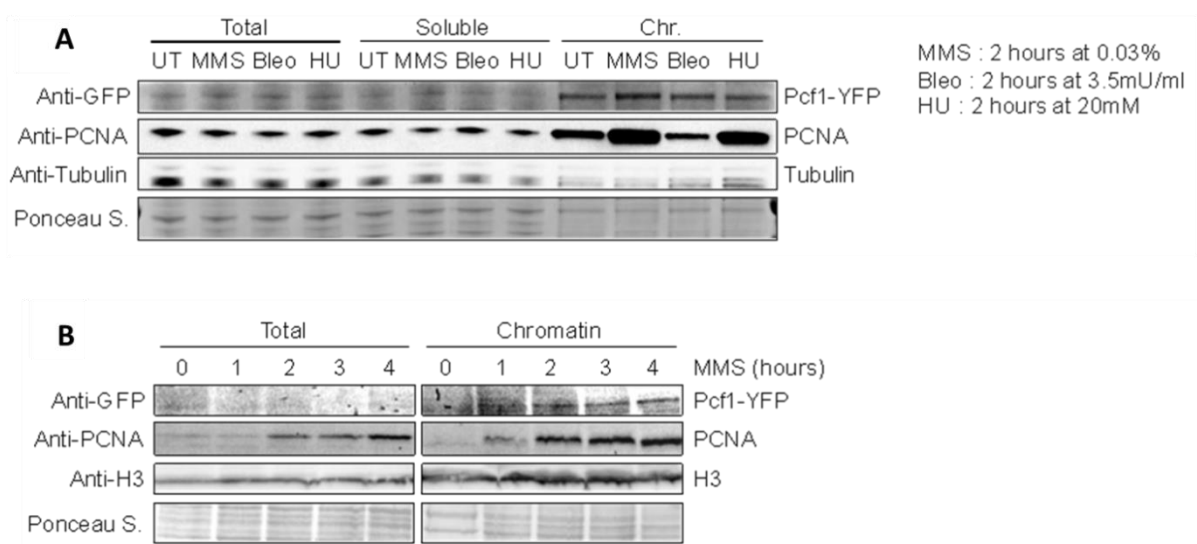 A
Total Soluble Chr.
UT MMS Bleo HU UT MMS Bleo HU UT MMS Bleo HU
MMS : 2 hours at 0.03%
Bleo : 2 hours at 3.5mU/ml
HU : 2 hours at 20mM
Anti-GFP Pcf1-YFP
Anti-PCNA PCNA
Anti-Tubulin Tubulin
Ponceau S.
B
Total Chromatin
0 1 2 3 4 0 1 2 3 4 MMS (hours)
Anti-GFP Pcf1-YFP
Anti-PCNA PCNA
Anti-H3 H3
Ponceau S.